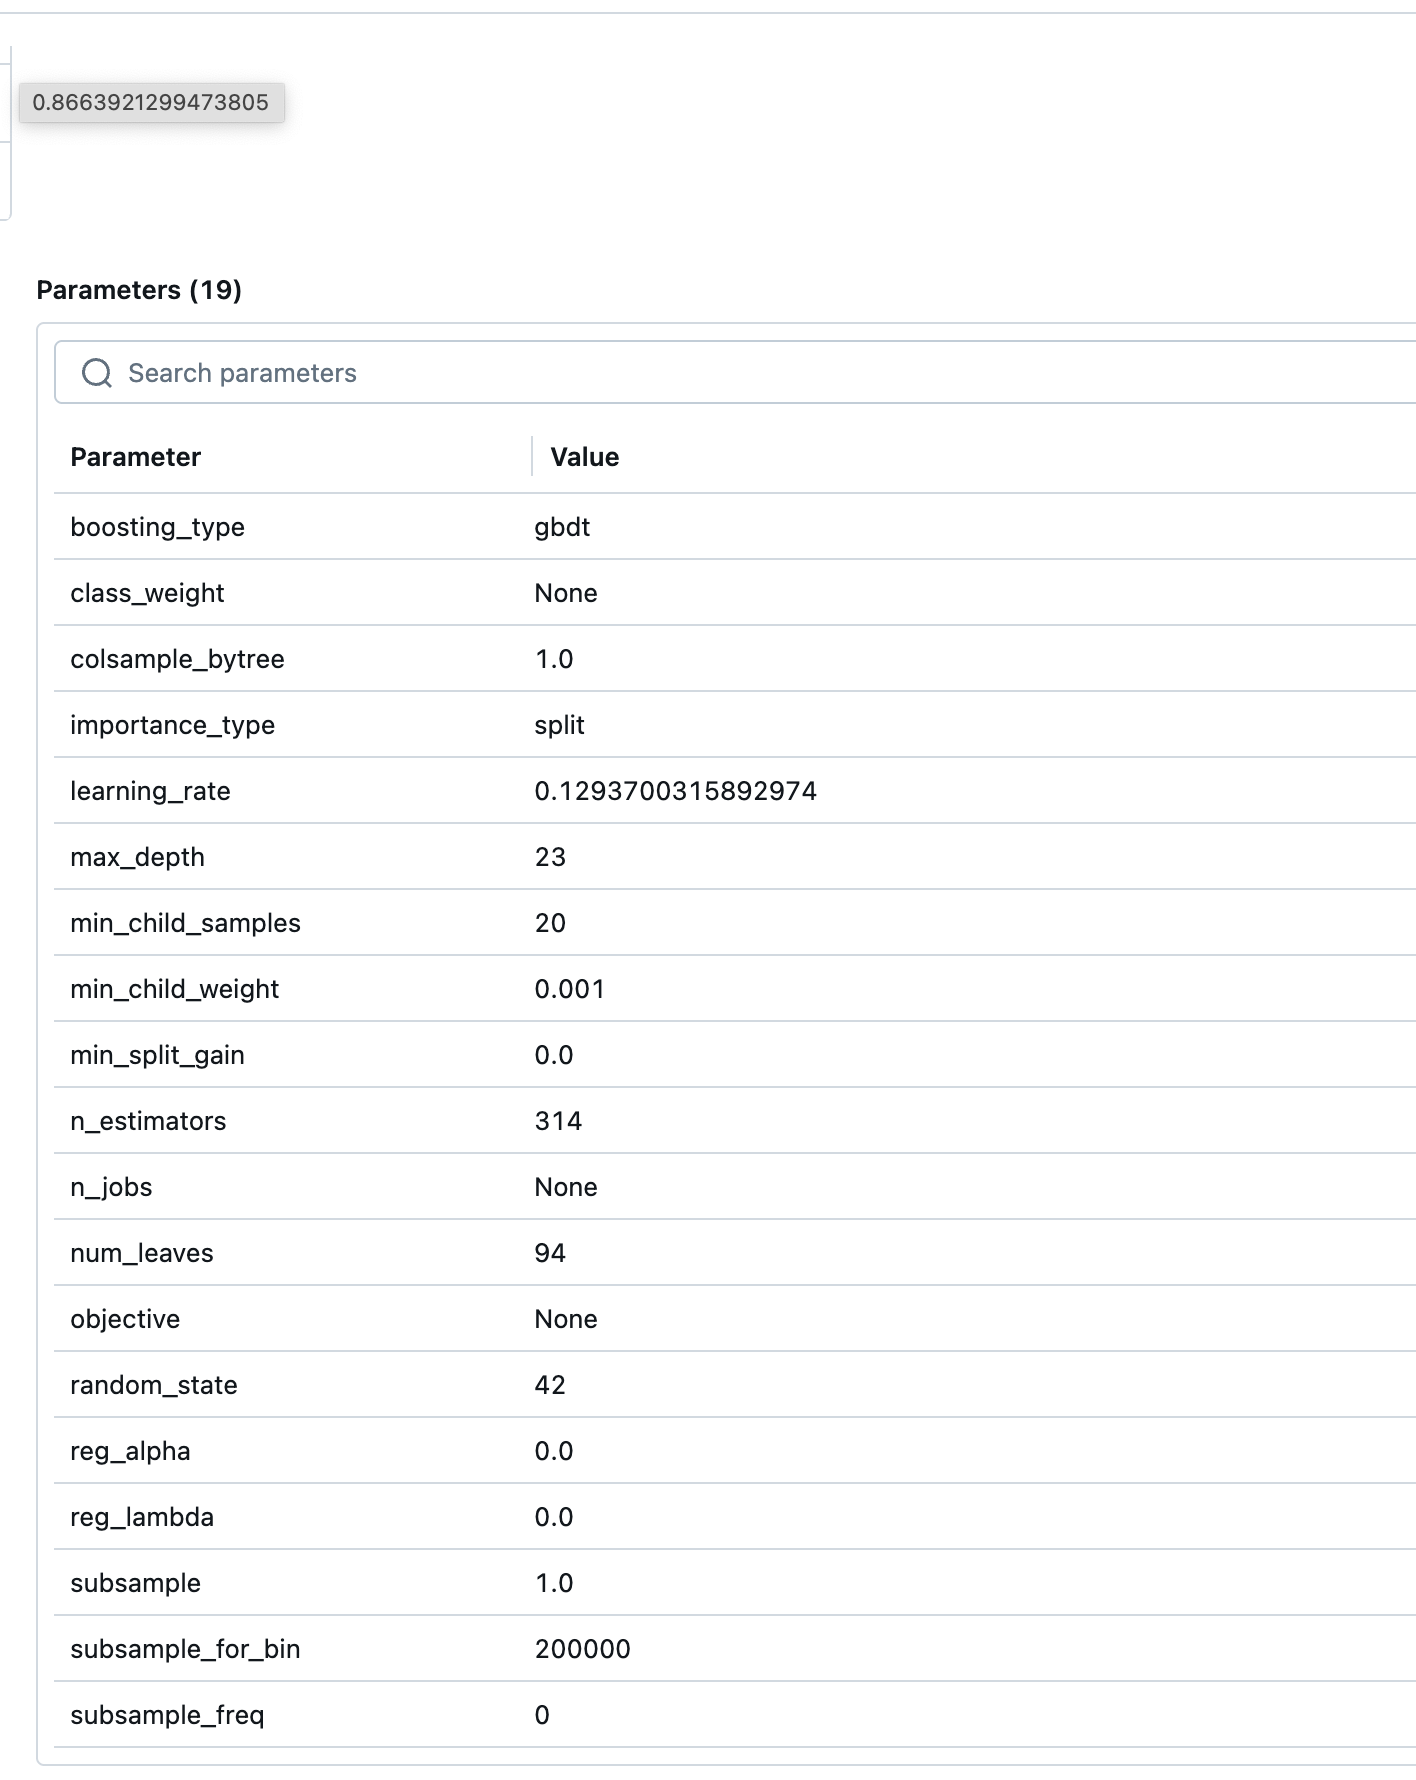 0.8663921299473805
Parameters (19)
Search parameters
Parameter Value
boosting_type gbdt
class_weight None
colsample_bytree 1.0
importance_type split
learning_rate 0.1293700315892974
max_depth 23
min_child_samples 20
min_child_weight 0.001
min_split_gain 0.0
n_estimators 314
n_jobs None
num_leaves 94
objective None
random_state 42
reg_alpha 0.0
reg_lambda 0.0
subsample 1.0
subsample_for_bin 200000
subsample_freq 0